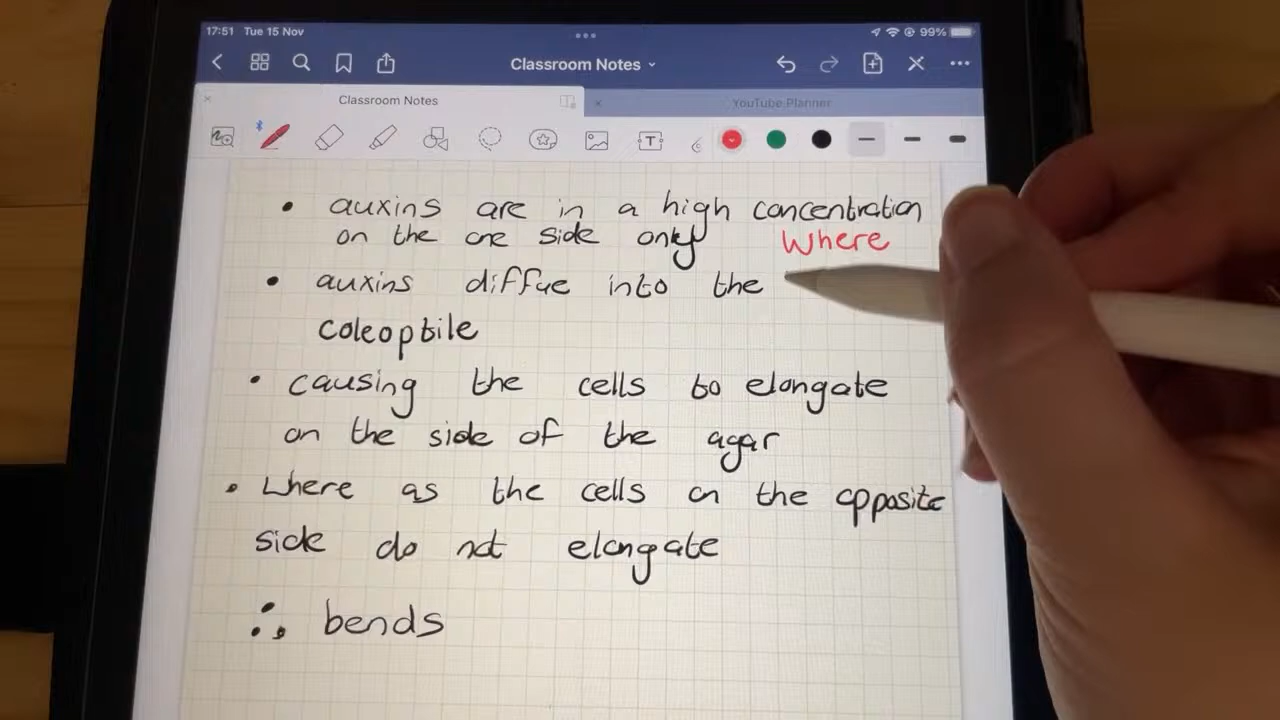 17:51 Tue 15 Nov
99%
Classroom Notes
Classroom Notes
YouTube Planner
T
• auxins are in a high concentration
on the one side only Where
• auxins diffue into the
coleoptile
• causing the cells to elongate
on the side of the agar
• Where as the cells on the opposite
side do not elongate
∴ bends